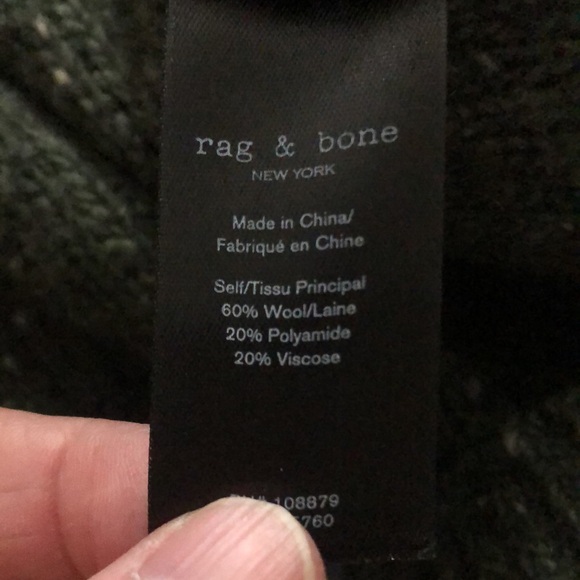 rag & bone
NEW YORK
Made in China/
Fabriqué en Chine
Self/Tissu Principal
60% Wool/Laine
20% Polyamide
20% Viscose
108879
760